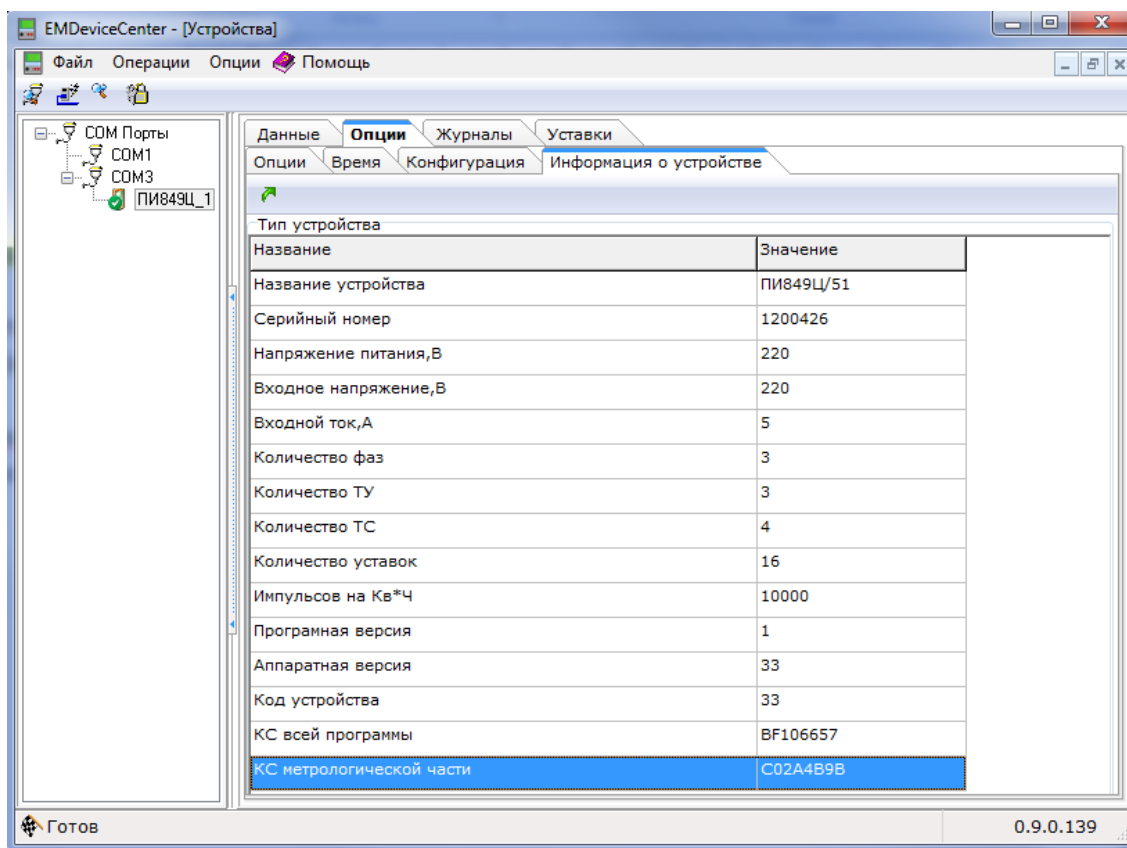 EMDeviceCenter - [Устройства]
Файл Операции Опции Помощь
COM Порты
COM1
COM3
ПИ849Ц_1
Данные Опции Журналы Уставки
Опции Время Конфигурация Информация о устройстве
Тип устройства
Название Значение
Название устройства ПИ849Ц/51
Серийный номер 1200426
Напряжение питания,В 220
Входное напряжение,В 220
Входной ток,А 5
Количество фаз 3
Количество ТУ 3
Количество ТС 4
Количество уставок 16
Импульсов на Кв*Ч 10000
Програмная версия 1
Аппаратная версия 33
Код устройства 33
КС всей программы BF106657
КС метрологической части C02A4B9B
Готов 0.9.0.139